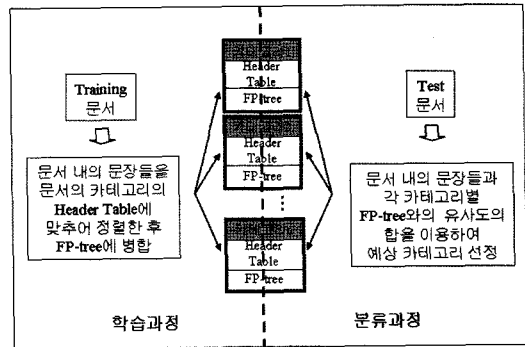 Header
Table
FP-tree
Training
문서
Test
문서
Header
Table
FP-tree
문서 내의 문장들을
문서의 카테고리의
Header Table에
맞추어 정렬한 후
FP-tree에 병합
문서 내의 문장들과
각 카테고리별
FP-tree와의 유사도의
합을 이용하여
예상 카테고리 선정
Header
Table
FP-tree
학습과정
분류과정